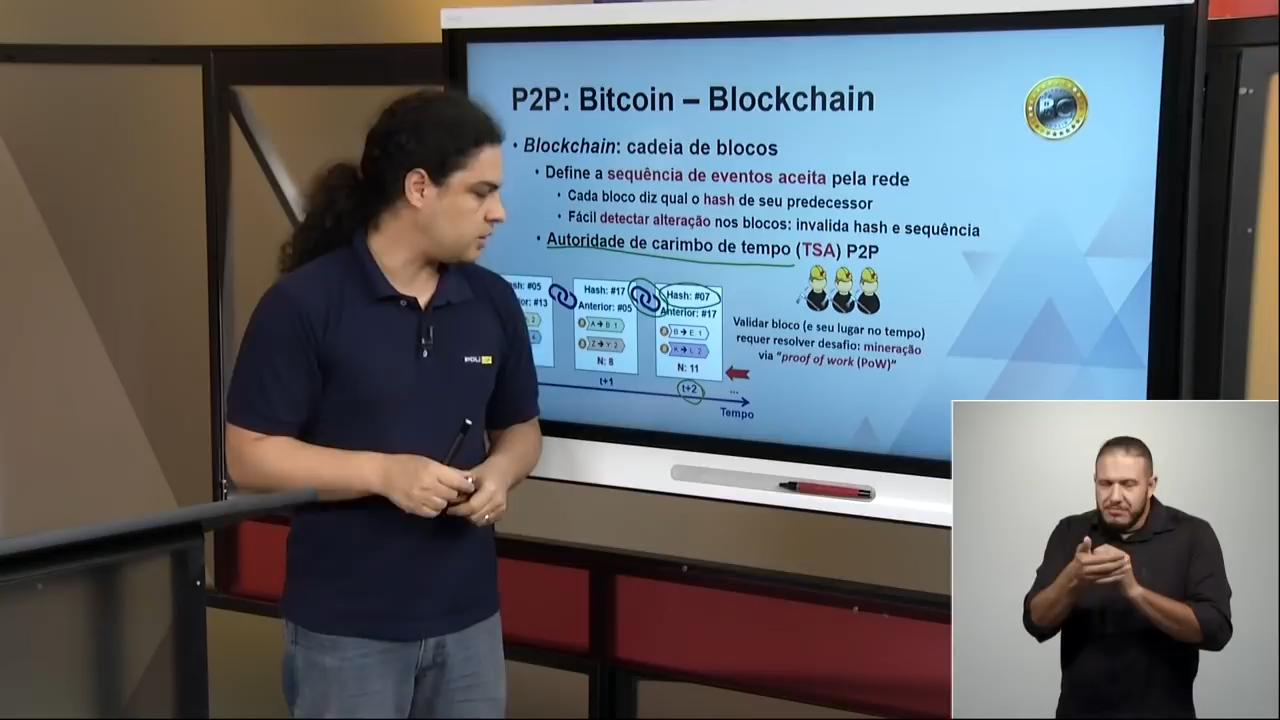 P2P: Bitcoin – Blockchain
• Blockchain: cadeia de blocos
• Define a sequência de eventos aceita pela rede
• Cada bloco diz qual o hash de seu predecessor
• Fácil detectar alteração nos blocos: invalida hash e sequência
• Autoridade de carimbo de tempo (TSA) P2P
Hash: #17
Anterior: #05
A → B: 1
Z → Y: 2
N: 8
t+1
Hash: #07
Anterior: #17
B → E: 1
K → L: 2
N: 11
t+2
...
Tempo
Validar bloco (e seu lugar no tempo)
requer resolver desafio: mineração
via “proof of work (PoW)”